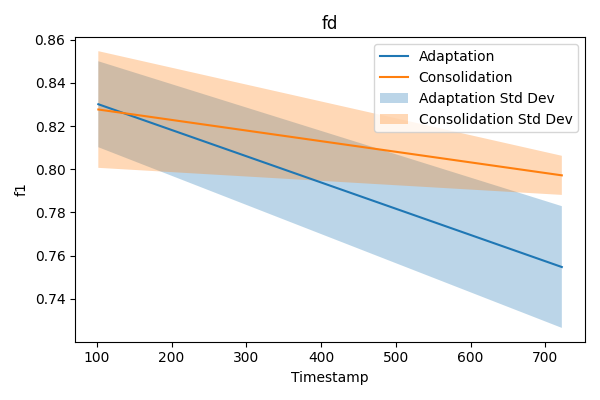 fd
0.86
0.84
0.82
0.80
0.78
0.76
0.74
f1
Adaptation
Consolidation
Adaptation Std Dev
Consolidation Std Dev
100 200 300 400 500 600 700
Timestamp